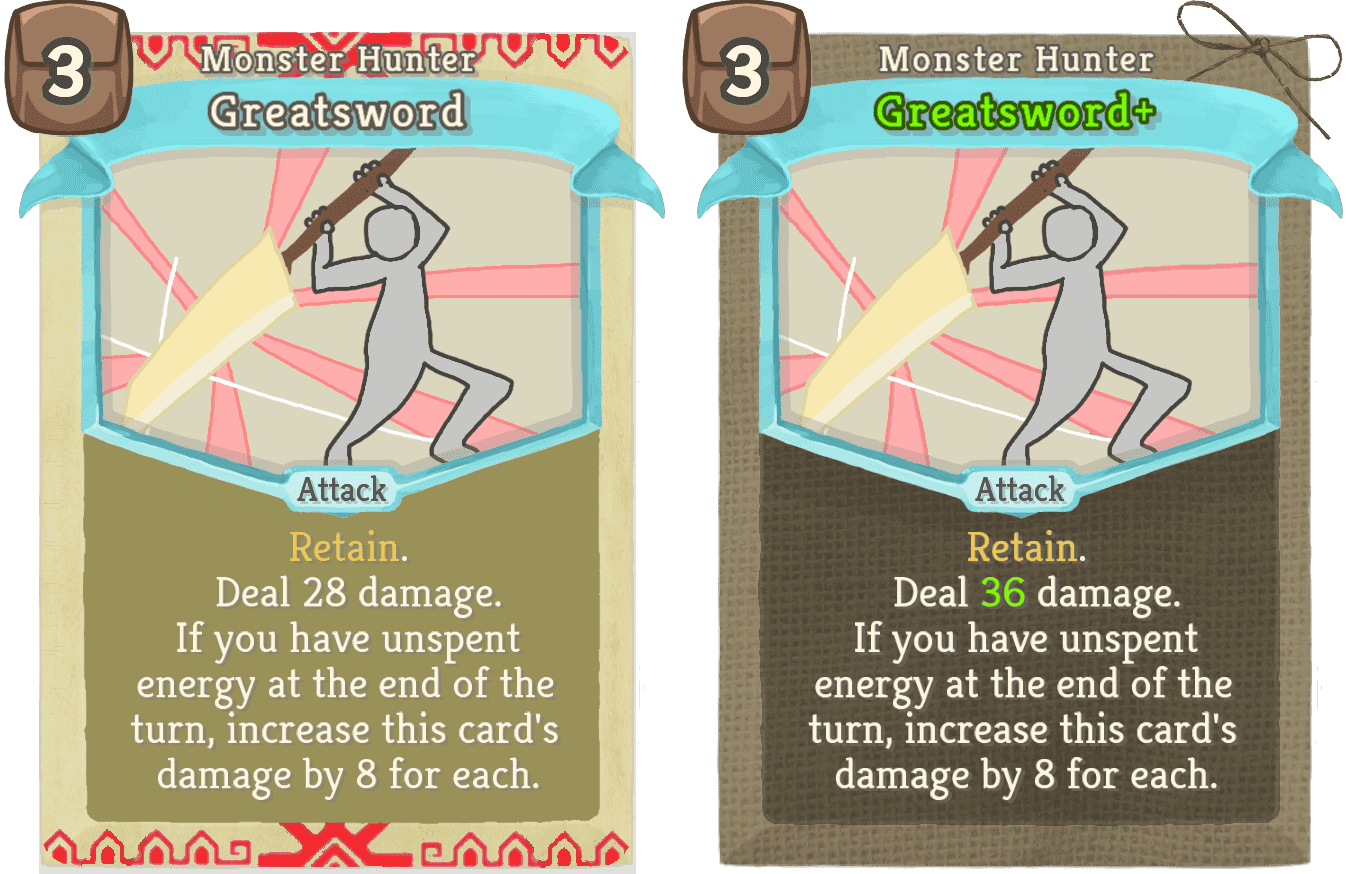 3
Monster Hunter
Greatsword
Attack
Retain.
Deal 28 damage.
If you have unspent
energy at the end of the
turn, increase this card's
damage by 8 for each.
3
Monster Hunter
Greatsword+
Attack
Retain.
Deal 36 damage.
If you have unspent
energy at the end of the
turn, increase this card's
damage by 8 for each.